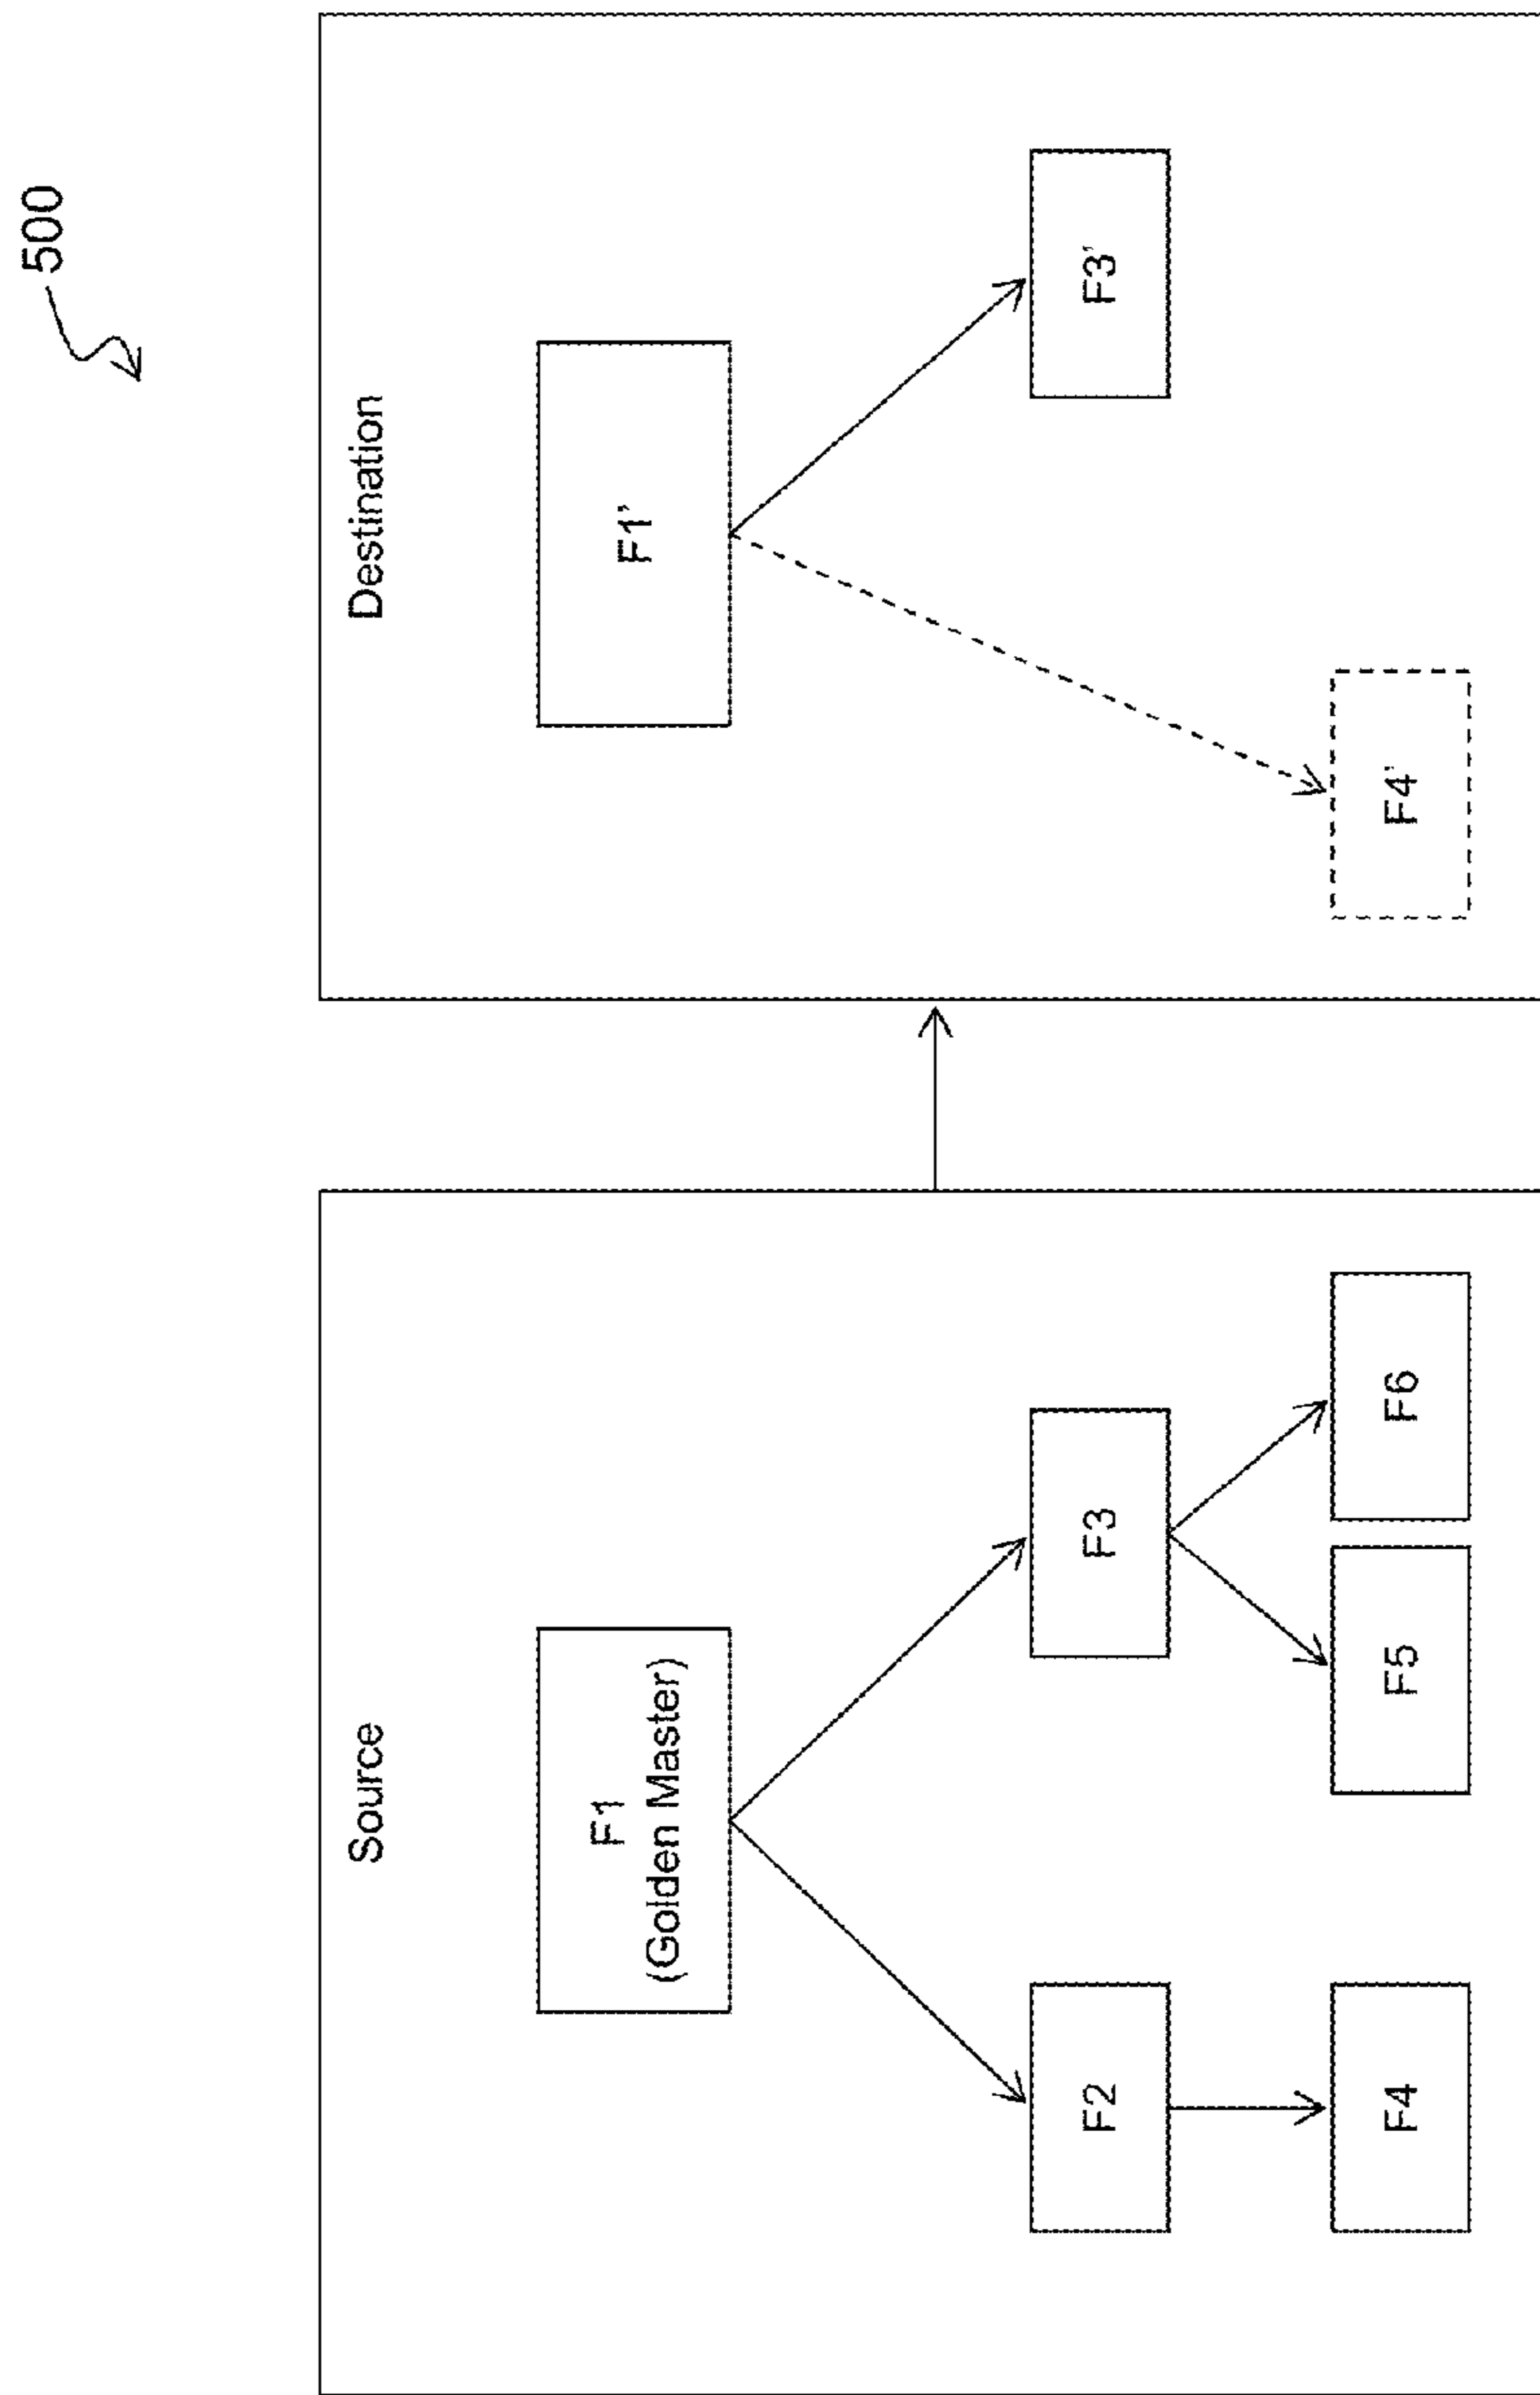 500
Source
F1
(Golden Master)
F2
F3
F4
F5
F6
Destination
F1’
F3'
F4'